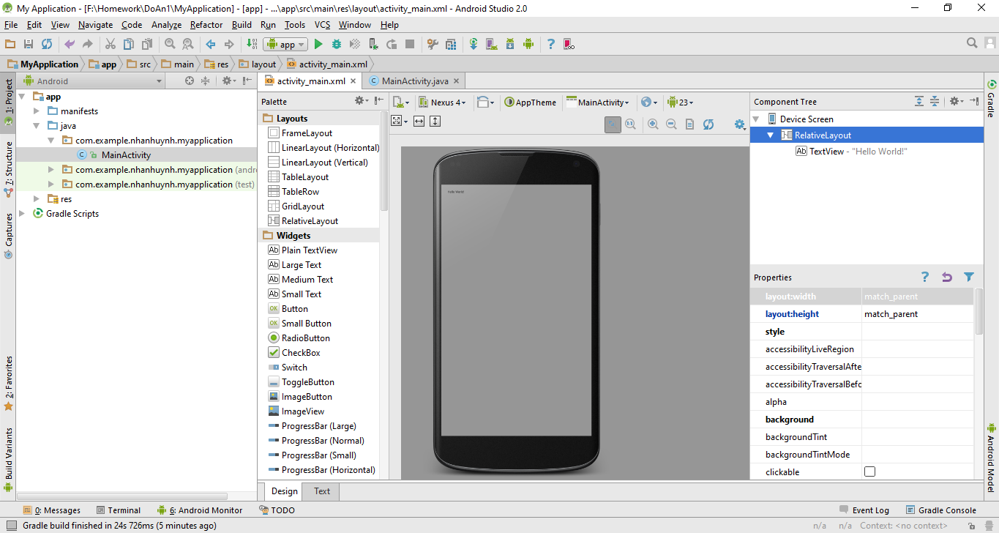 My Application - [F:\Homework\DoAn1\MyApplication] - [app] - ...\app\src\main\res\layout\activity_main.xml - Android Studio 2.0
File Edit View Navigate Code Analyze Refactor Build Run Tools VCS Window Help
app
MyApplication app src main res layout activity_main.xml
1: Project
7: Structure
Captures
2: Favorites
Build Variants
Android
app
manifests
java
com.example.nhanhuynh.myapplication
MainActivity
com.example.nhanhuynh.myapplication (andr
com.example.nhanhuynh.myapplication (test)
res
Gradle Scripts
activity_main.xml MainActivity.java
Palette
Layouts
FrameLayout
LinearLayout (Horizontal)
LinearLayout (Vertical)
TableLayout
TableRow
GridLayout
RelativeLayout
Widgets
Plain TextView
Large Text
Medium Text
Small Text
Button
Small Button
RadioButton
CheckBox
Switch
ToggleButton
ImageButton
ImageView
ProgressBar (Large)
ProgressBar (Normal)
ProgressBar (Small)
ProgressBar (Horizontal)
Nexus 4 AppTheme MainActivity 23
1:1
Hello World!
Design Text
Component Tree
Device Screen
RelativeLayout
Ab TextView - "Hello World!"
Properties
layout:width match_parent
layout:height match_parent
style
accessibilityLiveRegion
accessibilityTraversalAfte
accessibilityTraversalBefo
alpha
background
backgroundTint
backgroundTintMode
clickable
Gradle
Android Model
0: Messages Terminal 6: Android Monitor TODO Event Log Gradle Console
Gradle build finished in 24s 726ms (5 minutes ago) n/a n/a Context: <no context>